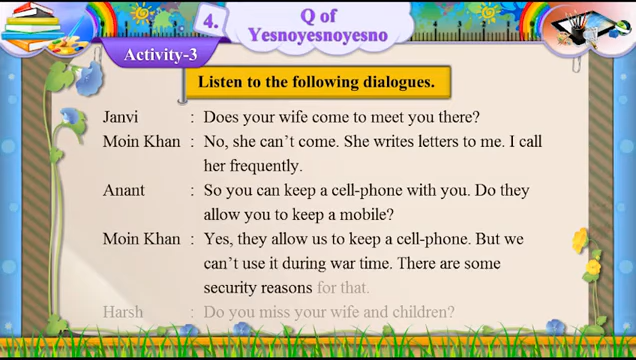 4.
Q of
Yesnoyesnoyesno
Activity-3
Listen to the following dialogues.
Janvi : Does your wife come to meet you there?
Moin Khan : No, she can't come. She writes letters to me. I call
her frequently.
Anant : So you can keep a cell-phone with you. Do they
allow you to keep a mobile?
Moin Khan : Yes, they allow us to keep a cell-phone. But we
can't use it during war time. There are some
security reasons for that.
Harsh : Do you miss your wife and children?